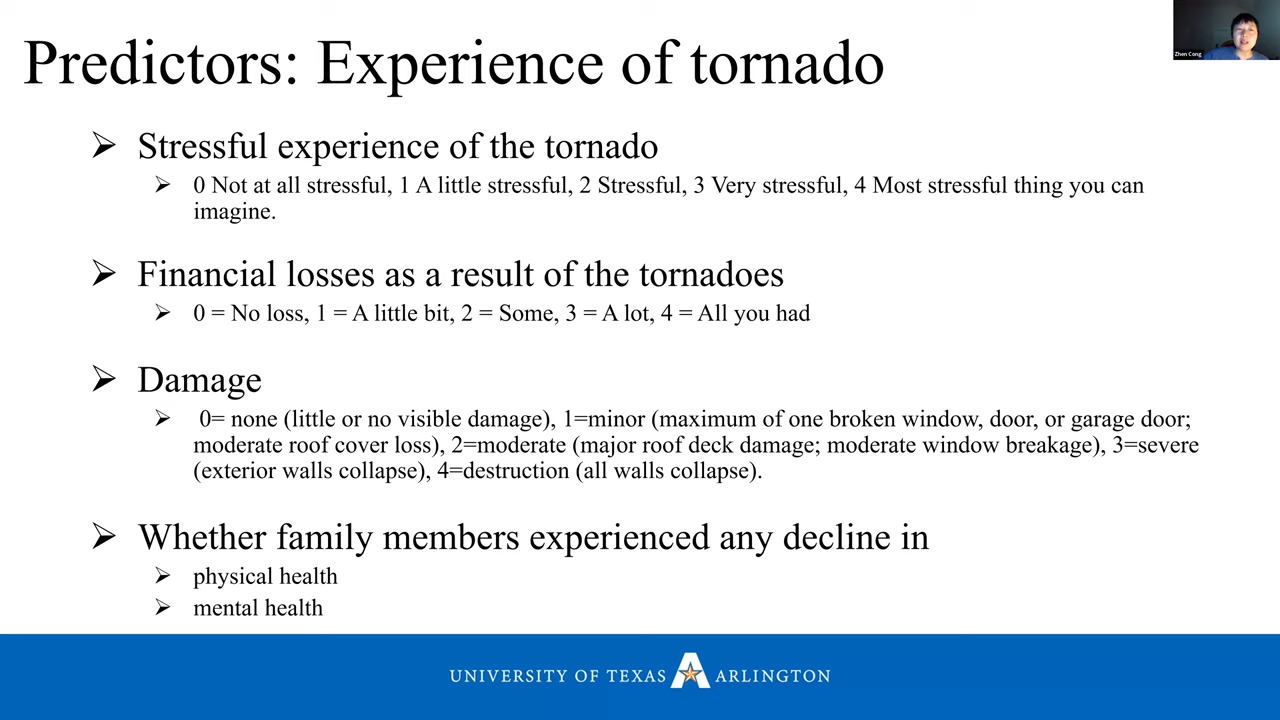 Predictors: Experience of tornado
Zhen Cong
➢ Stressful experience of the tornado
➢ 0 Not at all stressful, 1 A little stressful, 2 Stressful, 3 Very stressful, 4 Most stressful thing you can
imagine.
➢ Financial losses as a result of the tornadoes
➢ 0 = No loss, 1 = A little bit, 2 = Some, 3 = A lot, 4 = All you had
➢ Damage
➢ 0= none (little or no visible damage), 1=minor (maximum of one broken window, door, or garage door;
moderate roof cover loss), 2=moderate (major roof deck damage; moderate window breakage), 3=severe
(exterior walls collapse), 4=destruction (all walls collapse).
➢ Whether family members experienced any decline in
➢ physical health
➢ mental health
UNIVERSITY OF TEXAS A ARLINGTON